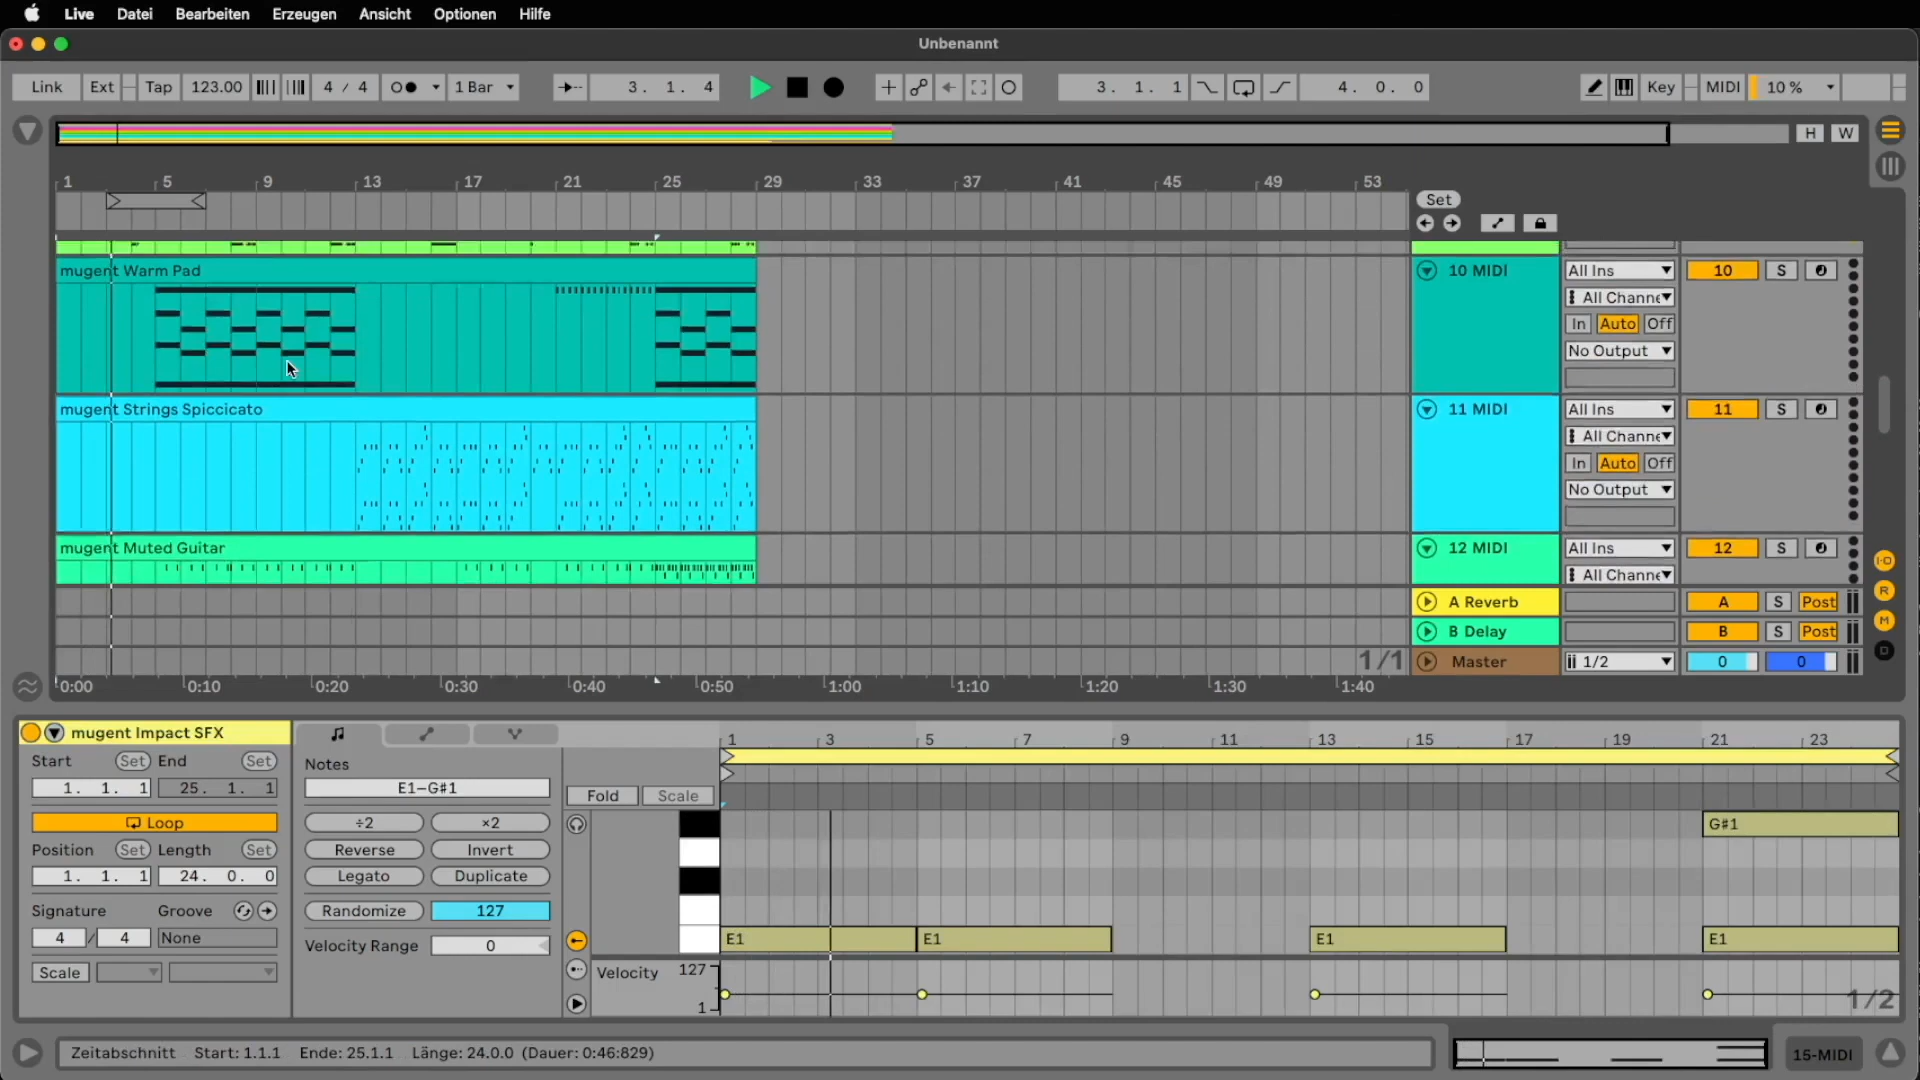 Live Datei Bearbeiten Erzeugen Ansicht Optionen Hilfe
Unbenannt
Link Ext Tap 123.00 4 / 4 1 Bar 3. 1. 4 3. 1. 1 4. 0. 0 Key MIDI 10 %
H W
1 5 9 13 17 21 25 29 33 37 41 45 49 53
Set
mugent Warm Pad
10 MIDI All Ins 10 S
All Channe
In Auto Off
No Output
mugent Strings Spiccicato
11 MIDI All Ins 11 S
All Channe
In Auto Off
No Output
mugent Muted Guitar
12 MIDI All Ins 12 S
All Channe
A Reverb A S Post
B Delay B S Post
1/1 Master 1/2 0 0
0:00 0:10 0:20 0:30 0:40 0:50 1:00 1:10 1:20 1:30 1:40
I·O
R
M
D
mugent Impact SFX
Start Set End Set
1. 1. 1 25. 1. 1
Loop
Position Set Length Set
1. 1. 1 24. 0. 0
Signature Groove
4 / 4 None
Scale
Notes
E1–G#1
÷2 ×2
Reverse Invert
Legato Duplicate
Randomize 127
Velocity Range 0
Fold Scale
1 3 5 7 9 11 13 15 17 19 21 23
G#1
E1 E1 E1 E1
Velocity 127
1
1/2
Zeitabschnitt Start: 1.1.1 Ende: 25.1.1 Länge: 24.0.0 (Dauer: 0:46:829)
15-MIDI